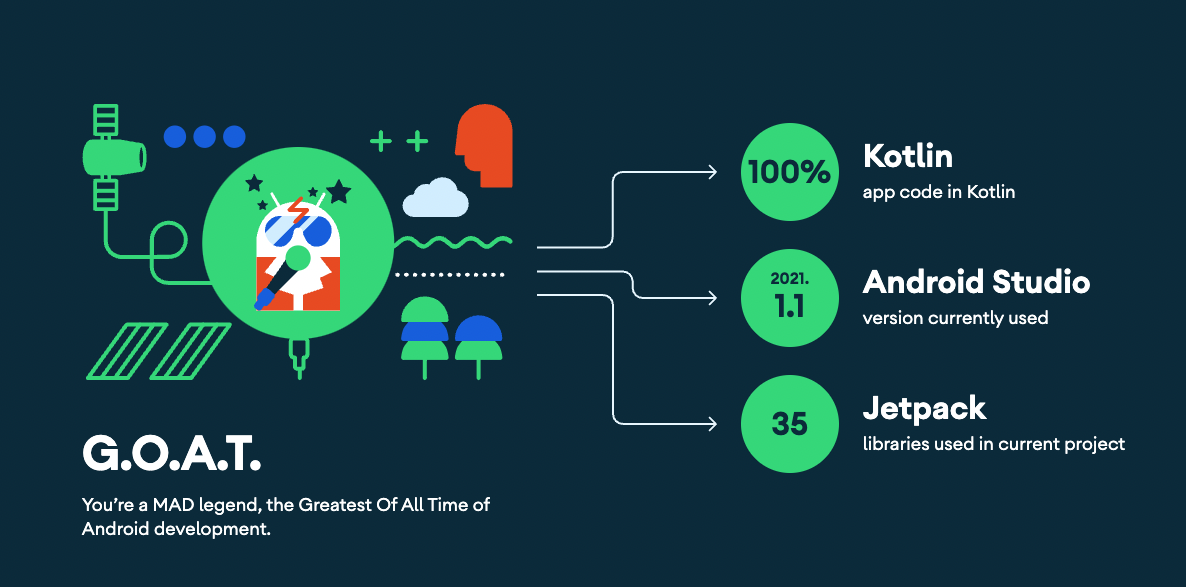 100%
Kotlin
app code in Kotlin
2021.
1.1
Android Studio
version currently used
35
Jetpack
libraries used in current project
G.O.A.T.
You’re a MAD legend, the Greatest Of All Time of
Android development.